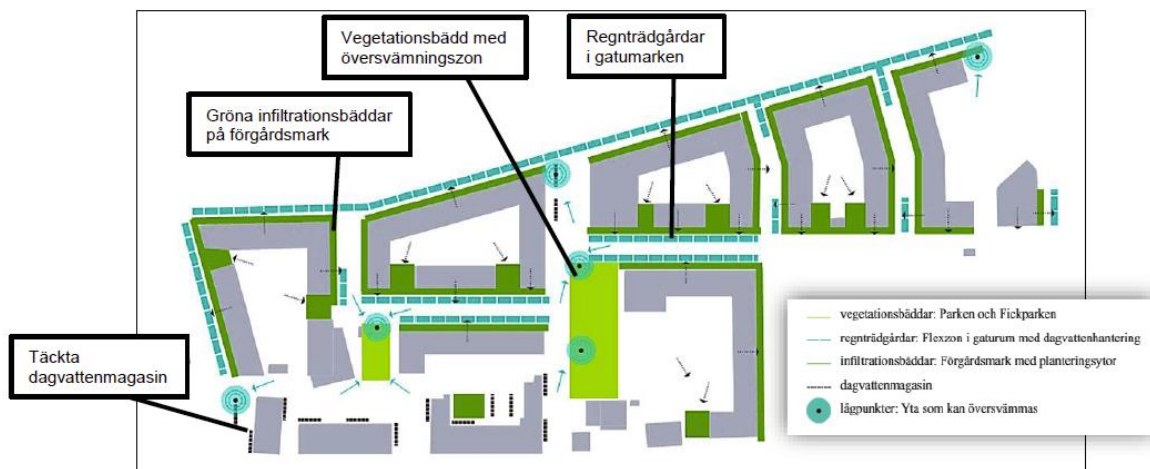 Vegetationsbädd med
översvämningszon
Regnträdgårdar
i gatumarken
Gröna infiltrationsbäddar
på förgårdsmark
Täckta
dagvattenmagasin
vegetationsbäddar: Parken och Fickparken
regnträdgårdar: Flexzon i gaturum med dagvattenhantering
infiltrationsbäddar: Förgårdsmark med planteringsytor
dagvattenmagasin
lågpunkter: Yta som kan översvämmas